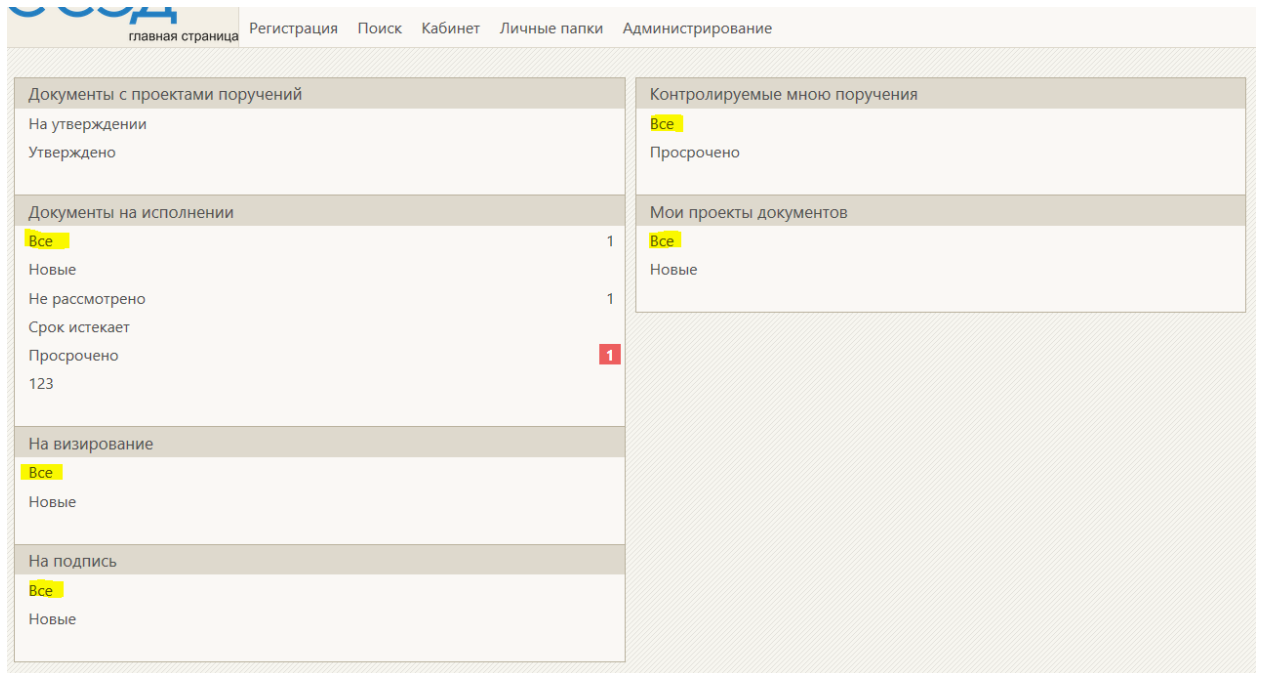 главная страница
Регистрация Поиск Кабинет Личные папки Администрирование
Документы с проектами поручений
На утверждении
Утверждено
Документы на исполнении
Все 1
Новые
Не рассмотрено 1
Срок истекает
Просрочено 1
123
На визирование
Все
Новые
На подпись
Все
Новые
Контролируемые мною поручения
Все
Просрочено
Мои проекты документов
Все
Новые